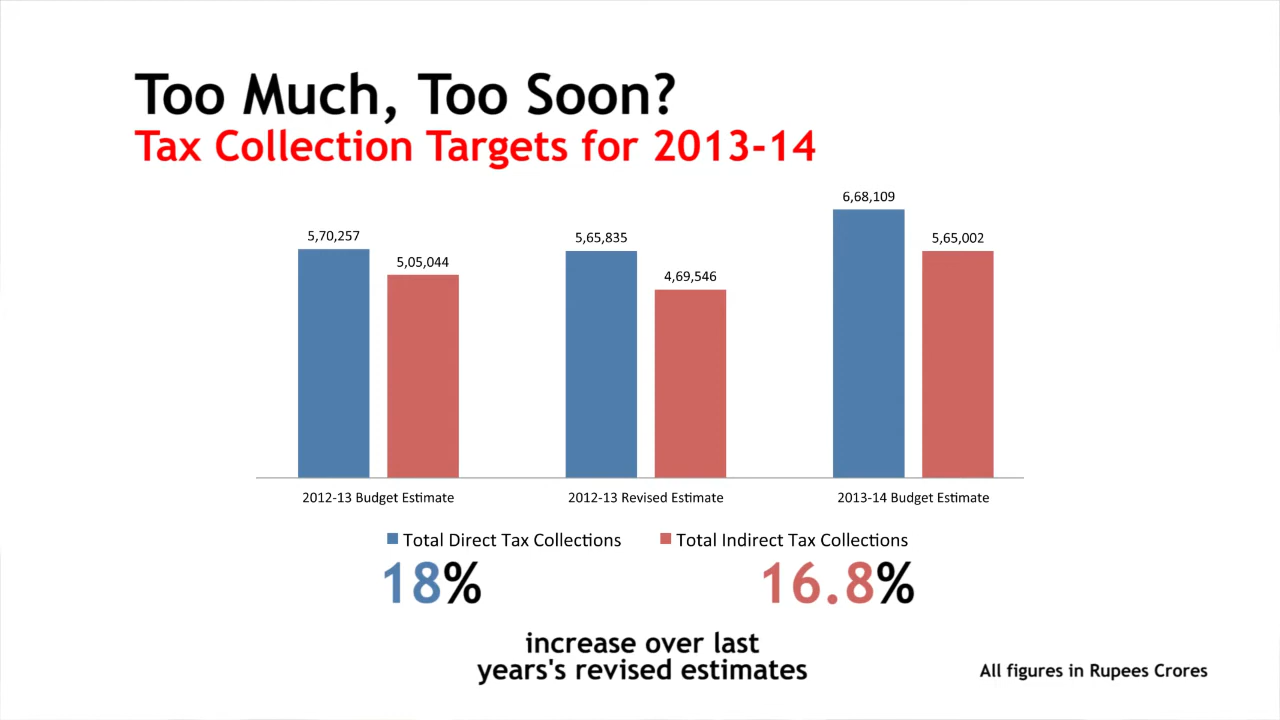 Too Much, Too Soon?
Tax Collection Targets for 2013-14
5,70,257
5,05,044
5,65,835
4,69,546
6,68,109
5,65,002
2012-13 Budget Estimate
2012-13 Revised Estimate
2013-14 Budget Estimate
Total Direct Tax Collections
Total Indirect Tax Collections
18%
16.8%
increase over last
years's revised estimates
All figures in Rupees Crores